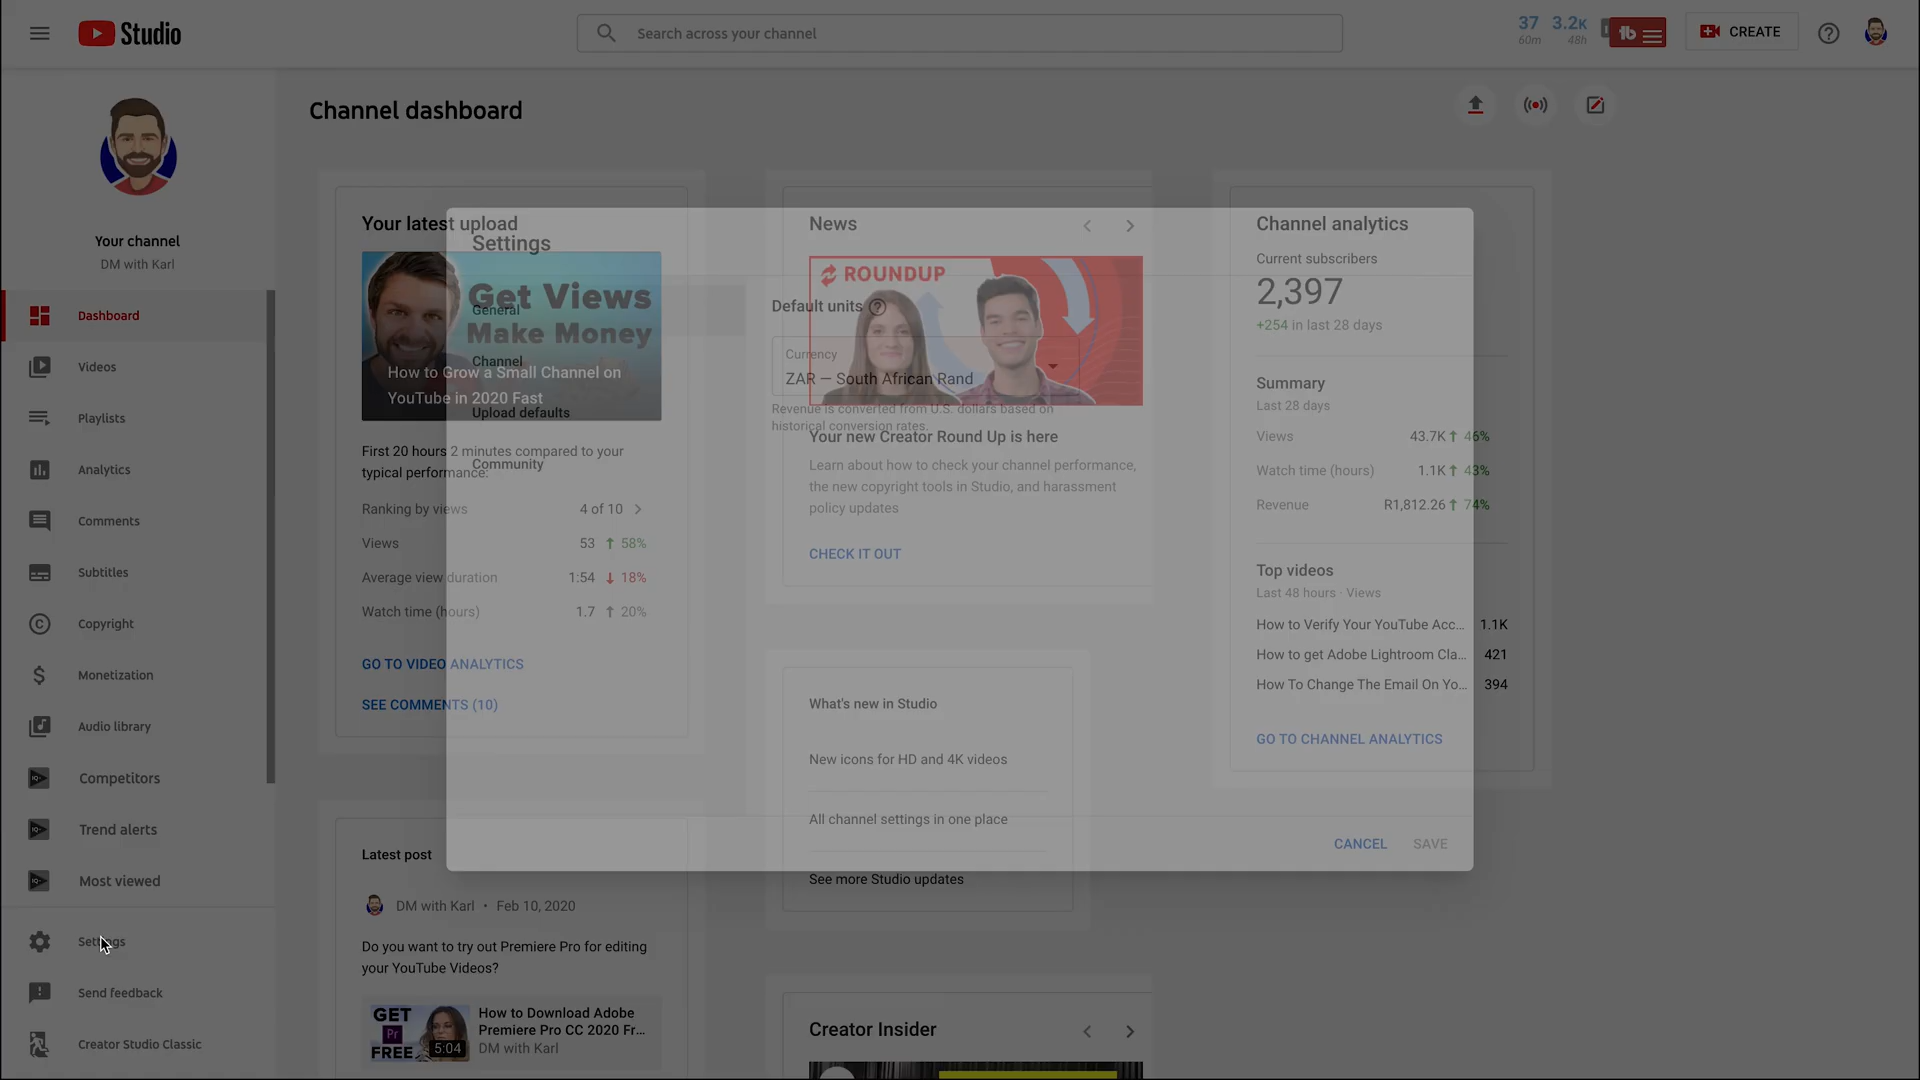 Studio
Search across your channel
37
60m
3.2K
48h
CREATE
Your channel
DM with Karl
Dashboard
Videos
Playlists
Analytics
Comments
Subtitles
Copyright
Monetization
Audio library
Competitors
Trend alerts
Most viewed
Settings
Send feedback
Creator Studio Classic
Channel dashboard
Your latest upload
Get Views
Make Money
How to Grow a Small Channel on
YouTube in 2020 Fast
First 20 hours 2 minutes compared to your
typical performance:
Ranking by views 4 of 10
Views 53 58%
Average view duration 1:54 18%
Watch time (hours) 1.7 20%
GO TO VIDEO ANALYTICS
SEE COMMENTS (10)
Latest post
DM with Karl • Feb 10, 2020
Do you want to try out Premiere Pro for editing
your YouTube Videos?
GET
Pr
FREE
5:04
How to Download Adobe
Premiere Pro CC 2020 Fr...
DM with Karl
Settings
General
Channel
Upload defaults
Community
Default units
Currency
ZAR — South African Rand
Revenue is converted from U.S. dollars based on
historical conversion rates.
CANCEL SAVE
News
ROUNDUP
Your new Creator Round Up is here
Learn about how to check your channel performance,
the new copyright tools in Studio, and harassment
policy updates
CHECK IT OUT
What's new in Studio
New icons for HD and 4K videos
All channel settings in one place
See more Studio updates
Creator Insider
Channel analytics
Current subscribers
2,397
+254 in last 28 days
Summary
Last 28 days
Views 43.7K 46%
Watch time (hours) 1.1K 43%
Revenue R1,812.26 74%
Top videos
Last 48 hours · Views
How to Verify Your YouTube Acc... 1.1K
How to get Adobe Lightroom Cla... 421
How To Change The Email On Yo... 394
GO TO CHANNEL ANALYTICS